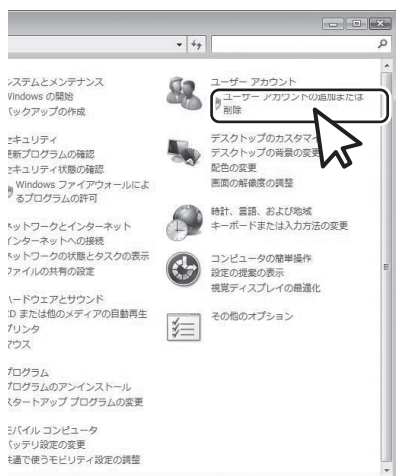 ステムとメンテナンス
Windows の開始
バックアップの作成
セキュリティ
更新プログラムの確認
セキュリティ状態の確認
Windows ファイアウォールによ
るプログラムの許可
ネットワークとインターネット
インターネットへの接続
ネットワークの状態とタスクの表示
ファイルの共有の設定
ハードウェアとサウンド
CD または他のメディアの自動再生
プリンタ
マウス
プログラム
プログラムのアンインストール
スタートアップ プログラムの変更
モバイル コンピュータ
バッテリ設定の変更
共通で使うモビリティ設定の調整
ユーザー アカウント
ユーザー アカウントの追加または
削除
デスクトップのカスタマ
デスクトップの背景の変更
配色の変更
画面の解像度の調整
時計、言語、および地域
キーボードまたは入力方法の変更
コンピュータの簡単操作
設定の提案の表示
視覚ディスプレイの最適化
その他のオプション